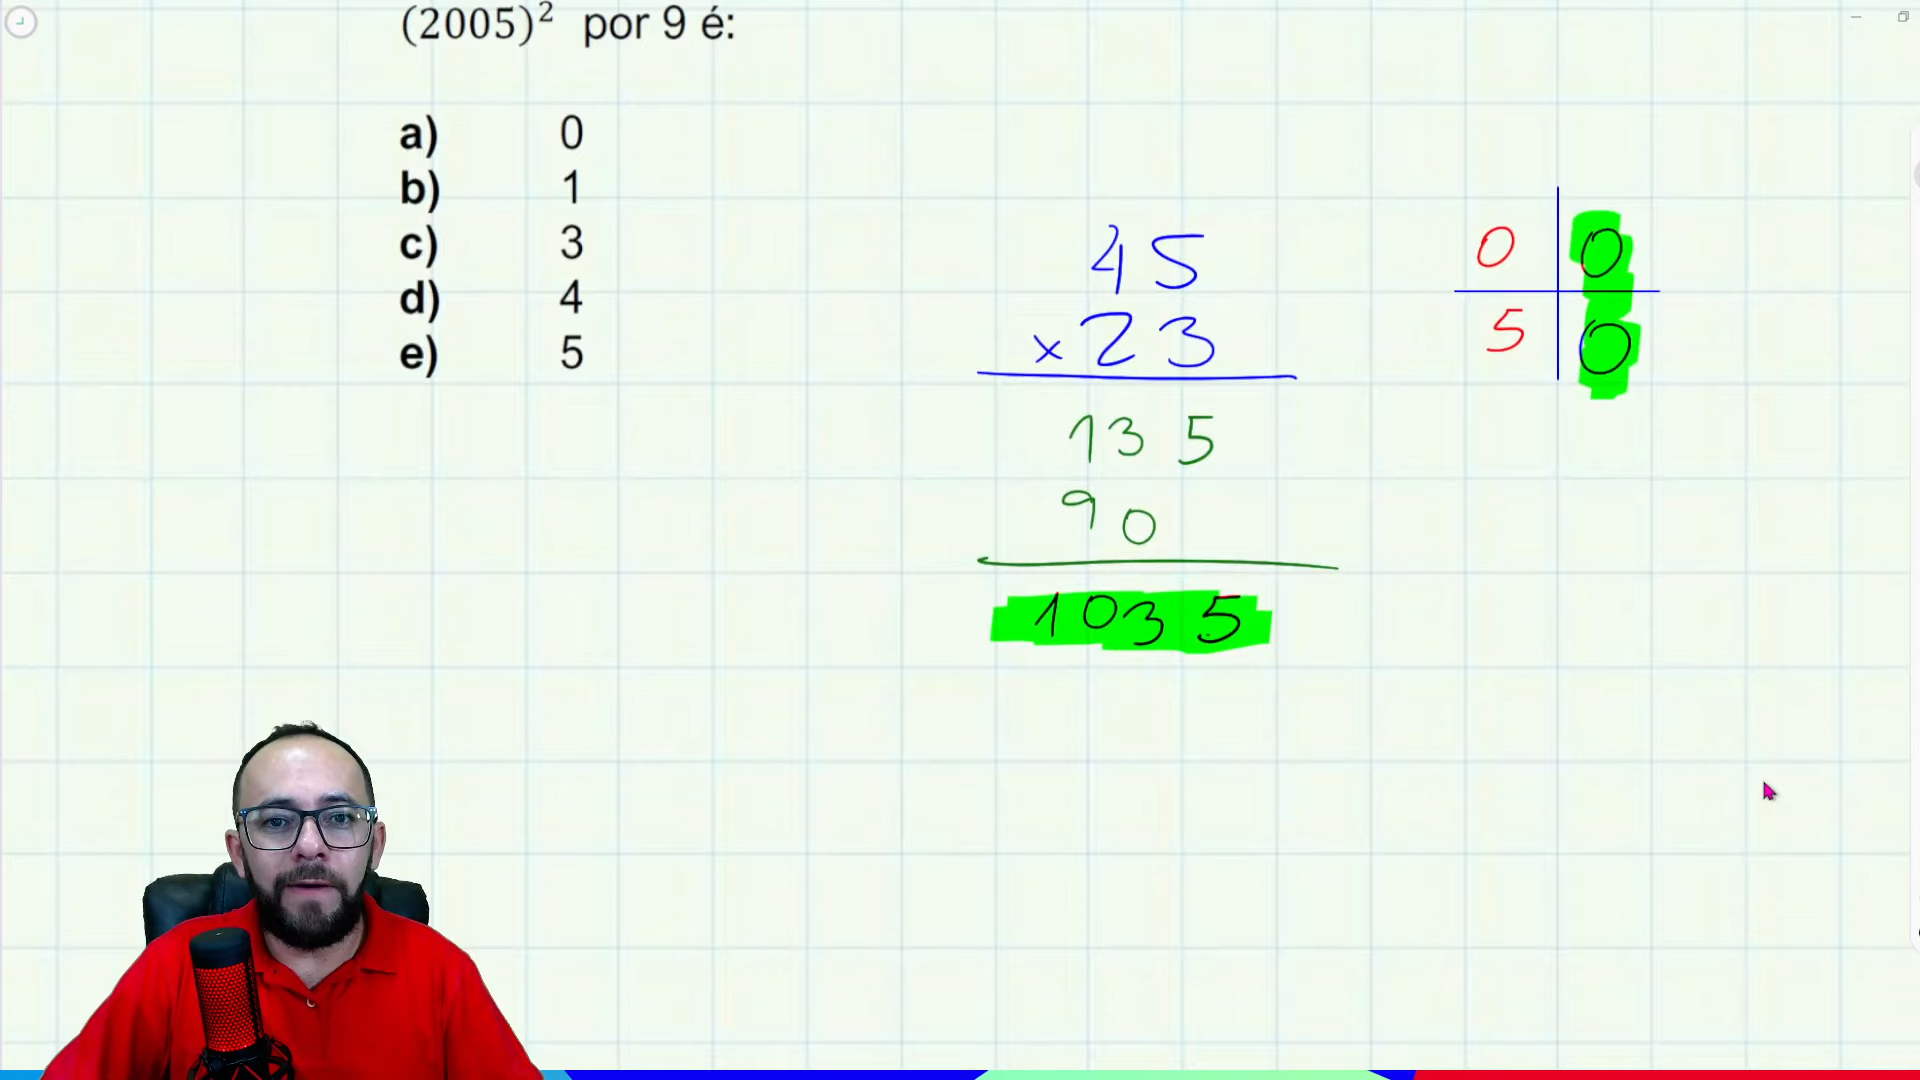 (2005)² por 9 é:
a) 0
b) 1
c) 3
d) 4
e) 5
45
× 23
135
90
1035
0 0
5 0